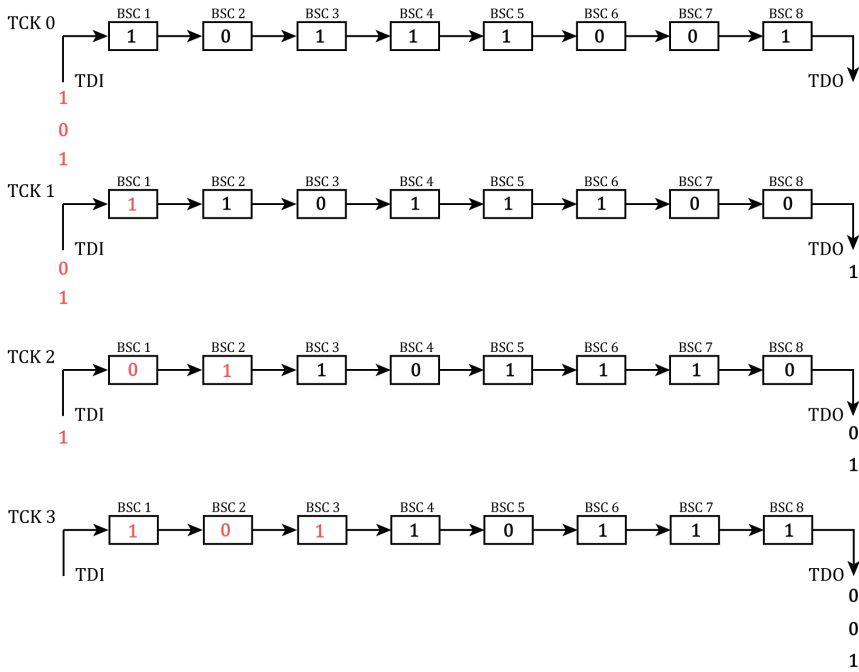 BSC 1 BSC 2 BSC 3 BSC 4 BSC 5 BSC 6 BSC 7 BSC 8
TCK 0 1 0 1 1 1 0 0 1
TDI TDO
1
0
1
BSC 1 BSC 2 BSC 3 BSC 4 BSC 5 BSC 6 BSC 7 BSC 8
TCK 1 1 1 0 1 1 1 0 0
TDI TDO
0 1
1
BSC 1 BSC 2 BSC 3 BSC 4 BSC 5 BSC 6 BSC 7 BSC 8
TCK 2 0 1 1 0 1 1 1 0
TDI TDO
1 0
1
BSC 1 BSC 2 BSC 3 BSC 4 BSC 5 BSC 6 BSC 7 BSC 8
TCK 3 1 0 1 1 0 1 1 1
TDI TDO
0
0
1